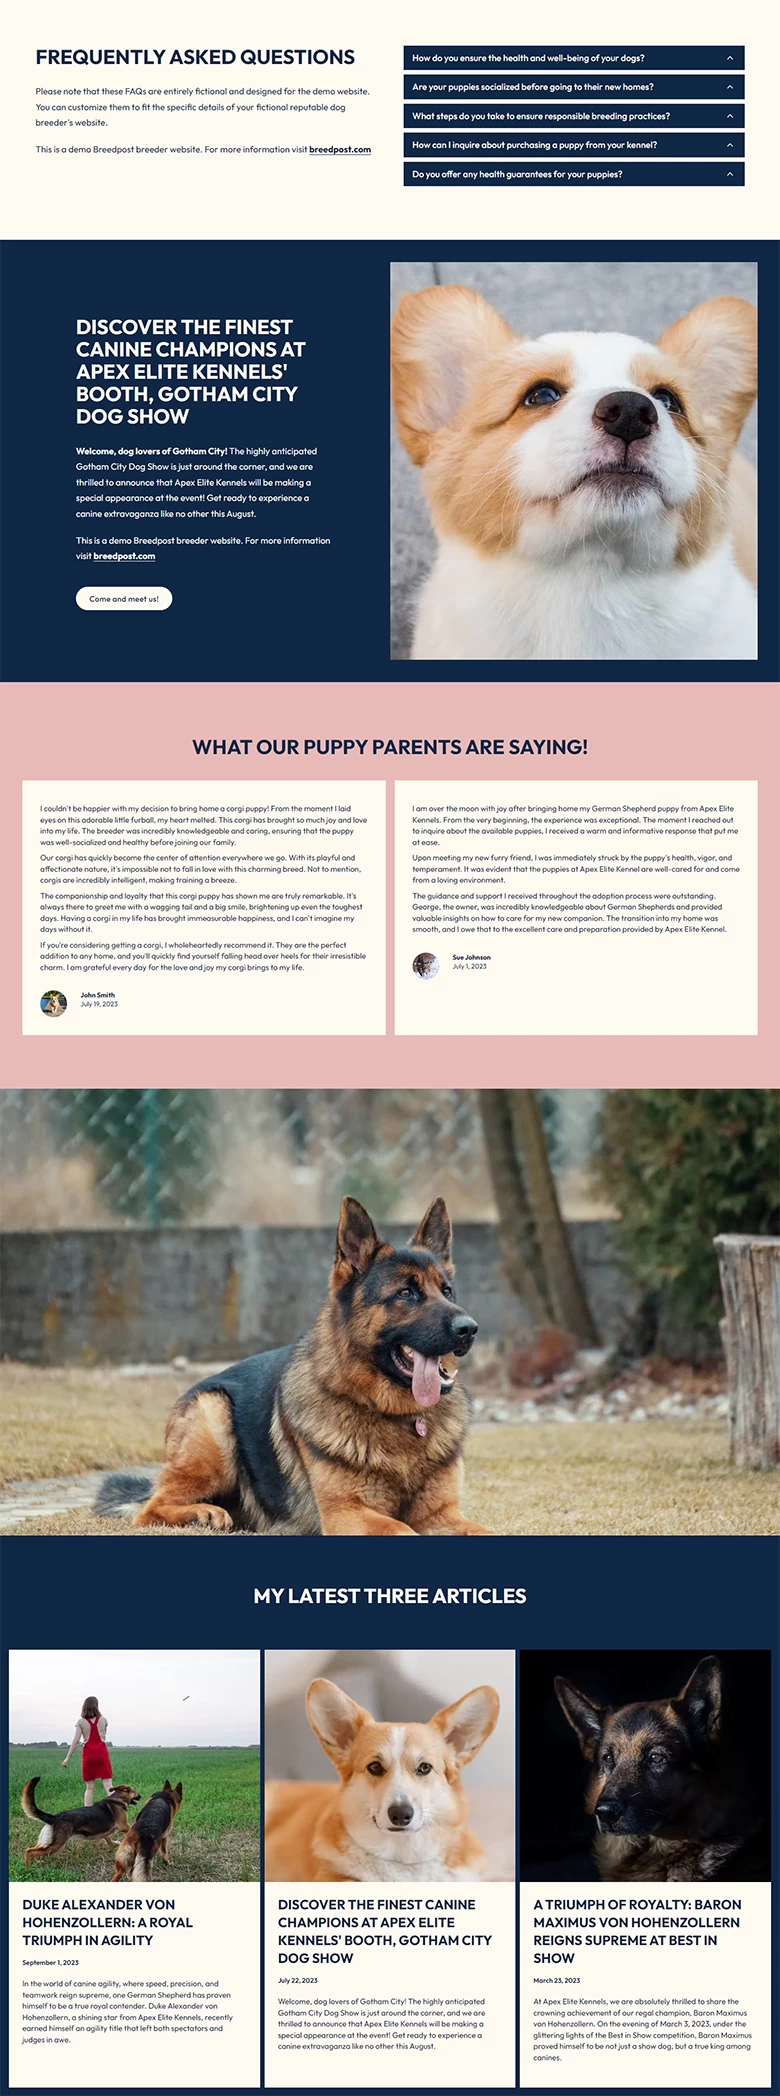 FREQUENTLY ASKED QUESTIONS
Please note that these FAQs are entirely fictional and designed for the demo website.
You can customize them to fit the specific details of your fictional reputable dog
breeder's website.
This is a demo Breedpost breeder website. For more information visit breedpost.com
How do you ensure the health and well-being of your dogs?
Are your puppies socialized before going to their new homes?
What steps do you take to ensure responsible breeding practices?
How can I inquire about purchasing a puppy from your kennel?
Do you offer any health guarantees for your puppies?
DISCOVER THE FINEST
CANINE CHAMPIONS AT
APEX ELITE KENNELS'
BOOTH, GOTHAM CITY
DOG SHOW
Welcome, dog lovers of Gotham City! The highly anticipated
Gotham City Dog Show is just around the corner, and we are
thrilled to announce that Apex Elite Kennels will be making a
special appearance at the event! Get ready to experience a
canine extravaganza like no other this August.
This is a demo Breedpost breeder website. For more information
visit breedpost.com
Come and meet us!
WHAT OUR PUPPY PARENTS ARE SAYING!
I couldn't be happier with my decision to bring home a corgi puppy! From the moment I laid
eyes on this adorable little furball, my heart melted. This corgi has brought so much joy and love
into my life. The breeder was incredibly knowledgeable and caring, ensuring that the puppy
was well-socialized and healthy before joining our family.
Our corgi has quickly become the center of attention everywhere we go. With its playful and
affectionate nature, it's impossible not to fall in love with this charming breed. Not to mention,
corgis are incredibly intelligent, making training a breeze.
The companionship and loyalty that this corgi puppy has shown me are truly remarkable. It's
always there to greet me with a wagging tail and a big smile, brightening up even the toughest
days. Having a corgi in my life has brought immeasurable happiness, and I can't imagine my
days without it.
If you're considering getting a corgi, I wholeheartedly recommend it. They are the perfect
addition to any home, and you'll quickly find yourself falling head over heels for their irresistible
charm. I am grateful every day for the love and joy my corgi brings to my life.
John Smith
July 19, 2023
I am over the moon with joy after bringing home my German Shepherd puppy from Apex Elite
Kennels. From the very beginning, the experience was exceptional. The moment I reached out
to inquire about the available puppies, I received a warm and informative response that put me
at ease.
Upon meeting my new furry friend, I was immediately struck by the puppy's health, vigor, and
temperament. It was evident that the puppies at Apex Elite Kennel are well-cared for and come
from a loving environment.
The guidance and support I received throughout the adoption process were outstanding.
George, the owner, was incredibly knowledgeable about German Shepherds and provided
valuable insights on how to care for my new companion. The transition into my home was
smooth, and I owe that to the excellent care and preparation provided by Apex Elite Kennel.
Sue Johnson
July 1, 2023
MY LATEST THREE ARTICLES
DUKE ALEXANDER VON
HOHENZOLLERN: A ROYAL
TRIUMPH IN AGILITY
September 1, 2023
In the world of canine agility, where speed, precision, and
teamwork reign supreme, one German Shepherd has proven
himself to be a true royal contender. Duke Alexander von
Hohenzollern, a shining star from Apex Elite Kennels, recently
earned himself an agility title that left both spectators and
judges in awe.
DISCOVER THE FINEST CANINE
CHAMPIONS AT APEX ELITE
KENNELS' BOOTH, GOTHAM CITY
DOG SHOW
July 22, 2023
Welcome, dog lovers of Gotham City! The highly anticipated
Gotham City Dog Show is just around the corner, and we are
thrilled to announce that Apex Elite Kennels will be making a
special appearance at the event! Get ready to experience a
canine extravaganza like no other this August.
A TRIUMPH OF ROYALTY: BARON
MAXIMUS VON HOHENZOLLERN
REIGNS SUPREME AT BEST IN
SHOW
March 23, 2023
At Apex Elite Kennels, we are absolutely thrilled to share the
crowning achievement of our regal champion, Baron Maximus
von Hohenzollern. On the evening of March 3, 2023, under the
glittering lights of the Best in Show competition, Baron Maximus
proved himself to be not just a show dog, but a true king among
canines.